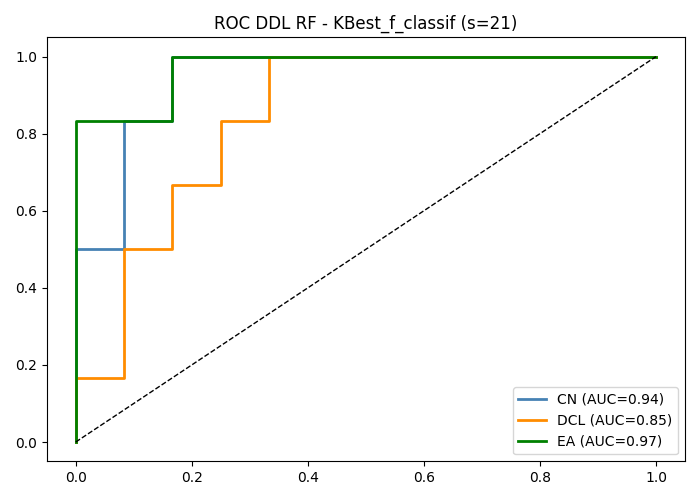 ROC DDL RF - KBest_f_classif (s=21)
1.0
0.8
0.6
0.4
0.2
0.0
0.0 0.2 0.4 0.6 0.8 1.0
CN (AUC=0.94)
DCL (AUC=0.85)
EA (AUC=0.97)